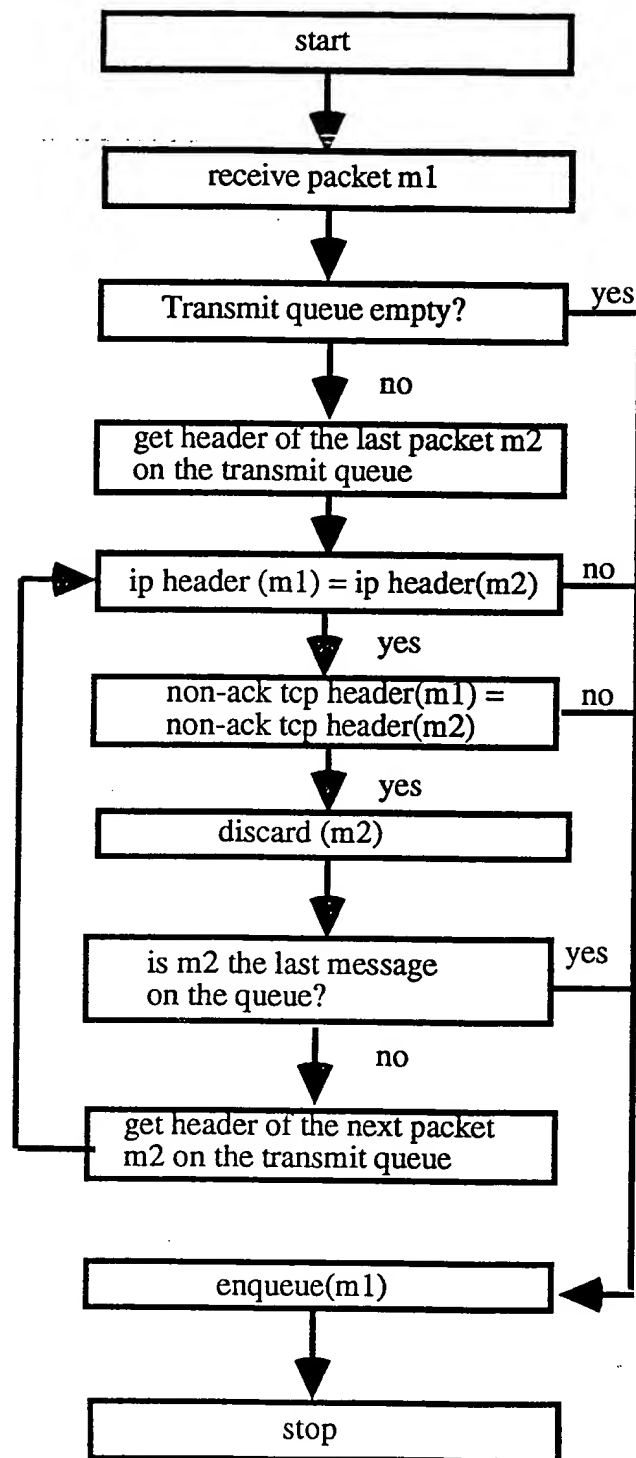 start
receive packet m1
Transmit queue empty?
yes
no
get header of the last packet m2
on the transmit queue
ip header (m1) = ip header(m2)
no
yes
non-ack tcp header(m1) =
non-ack tcp header(m2)
no
yes
discard (m2)
is m2 the last message
on the queue?
yes
no
get header of the next packet
m2 on the transmit queue
enqueue(m1)
stop